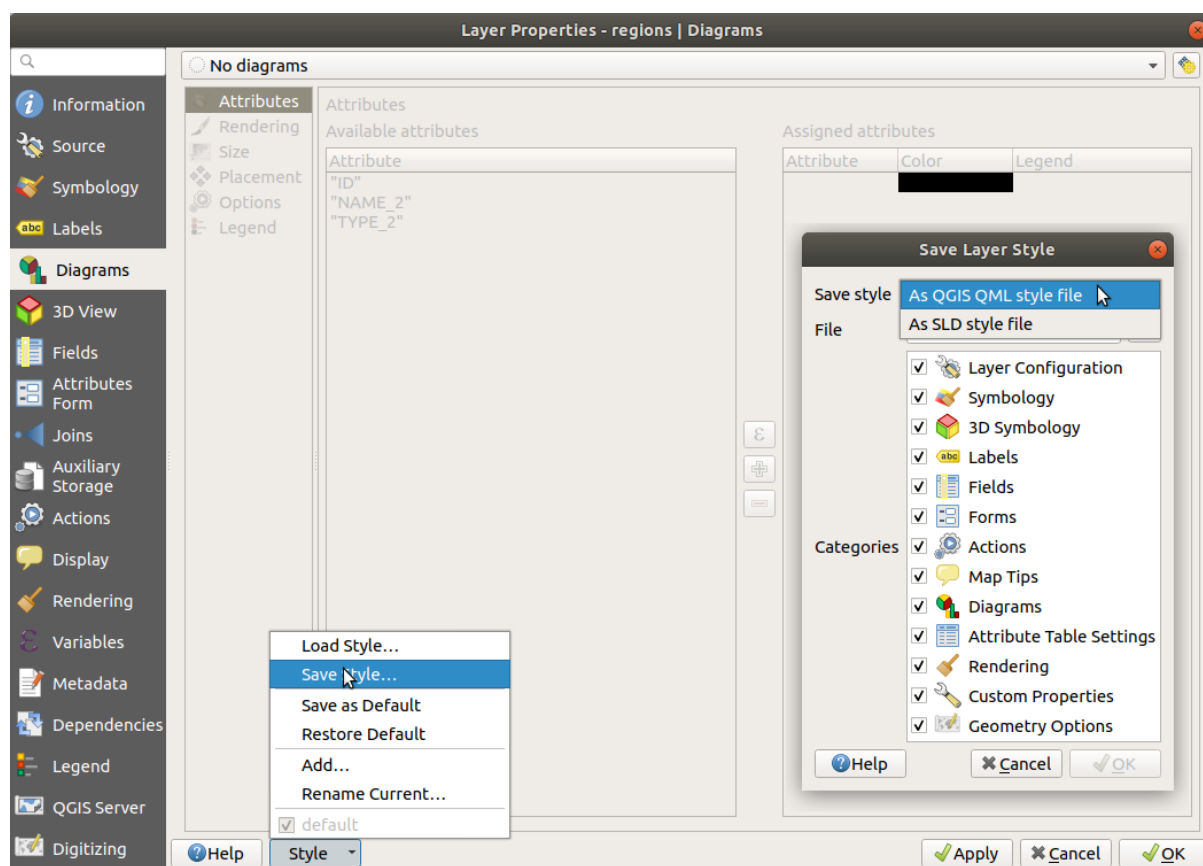 Layer Properties - regions | Diagrams
Information
Source
Symbology
abc Labels
Diagrams
3D View
Fields
Attributes
Form
Joins
Auxiliary
Storage
Actions
Display
Rendering
Variables
Metadata
Dependencies
Legend
QGIS Server
Digitizing
No diagrams
Attributes
Rendering
Size
Placement
Options
Legend
Attributes
Available attributes
Attribute
"ID"
"NAME_2"
"TYPE_2"
ε
Assigned attributes
Attribute Color Legend
Save Layer Style
Save style As QGIS QML style file
As SLD style file
File
Categories
Layer Configuration
Symbology
3D Symbology
abc Labels
Fields
Forms
Actions
Map Tips
Diagrams
Attribute Table Settings
Rendering
Custom Properties
Geometry Options
Help Cancel OK
Load Style...
Save Style...
Save as Default
Restore Default
Add...
Rename Current...
default
Help Style Apply Cancel OK